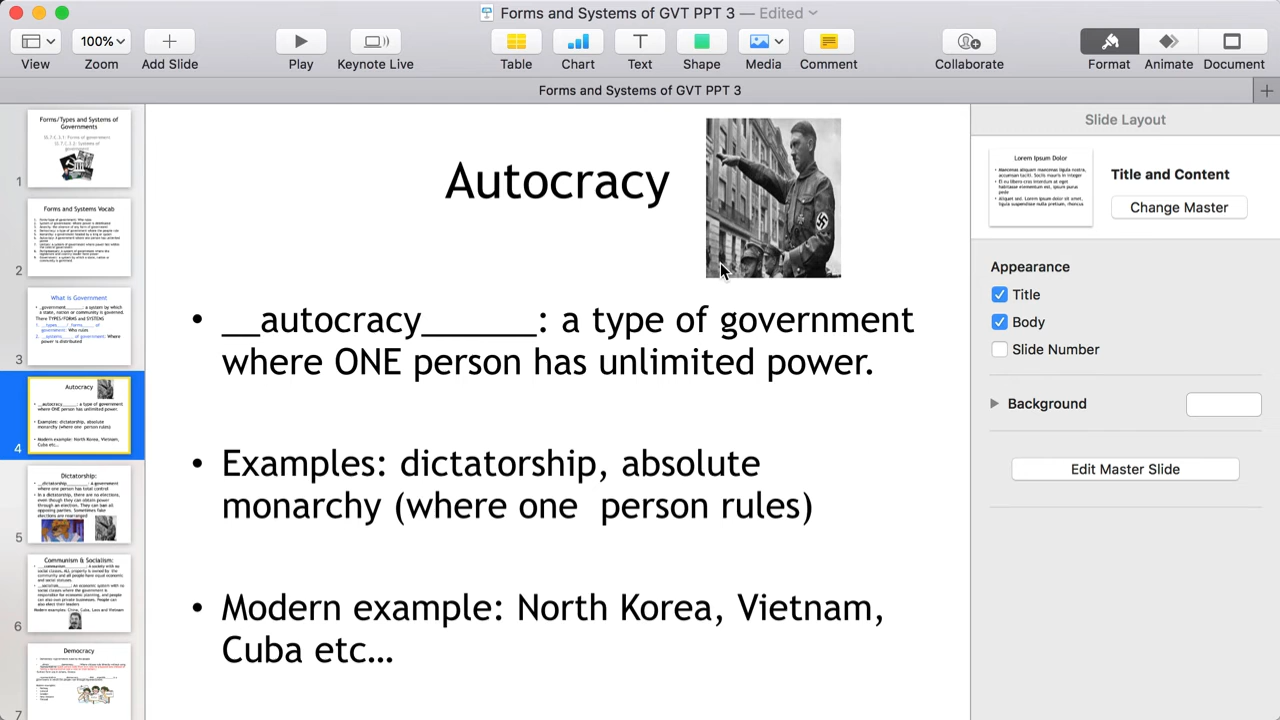 Forms and Systems of GVT PPT 3 — Edited
100%
View
Zoom
Add Slide
Play
Keynote Live
Table
Chart
Text
Shape
Media
Comment
Collaborate
Format
Animate
Document
Forms and Systems of GVT PPT 3
Forms/Types and Systems of
Governments
1
Forms and Systems Vocab
2
What is Government
3
Autocracy
4
Dictatorship:
5
Communism & Socialism:
6
Democracy
7
Autocracy
• __autocracy______: a type of government
where ONE person has unlimited power.
• Examples: dictatorship, absolute
monarchy (where one  person rules)
• Modern example: North Korea, Vietnam,
Cuba etc…
Slide Layout
Lorem Ipsum Dolor
Title and Content
Change Master
Appearance
Title
Body
Slide Number
Background
Edit Master Slide